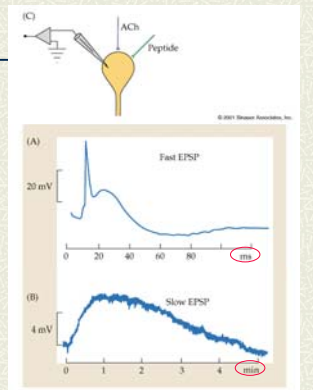 (C)
ACh
Peptide
© 2001 Sinauer Associates, Inc.
(A)
Fast EPSP
20 mV
0 20 40 60 80 ms
(B)
Slow EPSP
4 mV
0 1 2 3 4 min